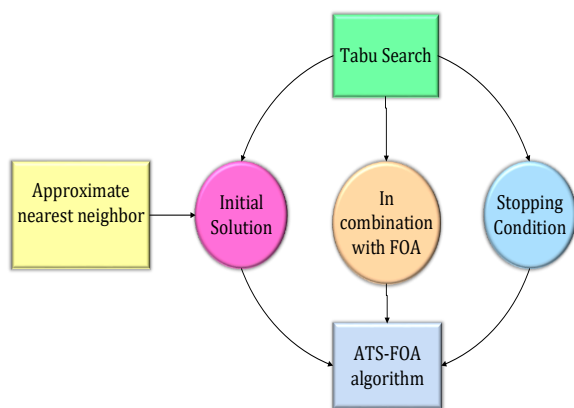 Tabu Search
Approximate
nearest neighbor
Initial
Solution
In
combination
with FOA
Stopping
Condition
ATS-FOA
algorithm